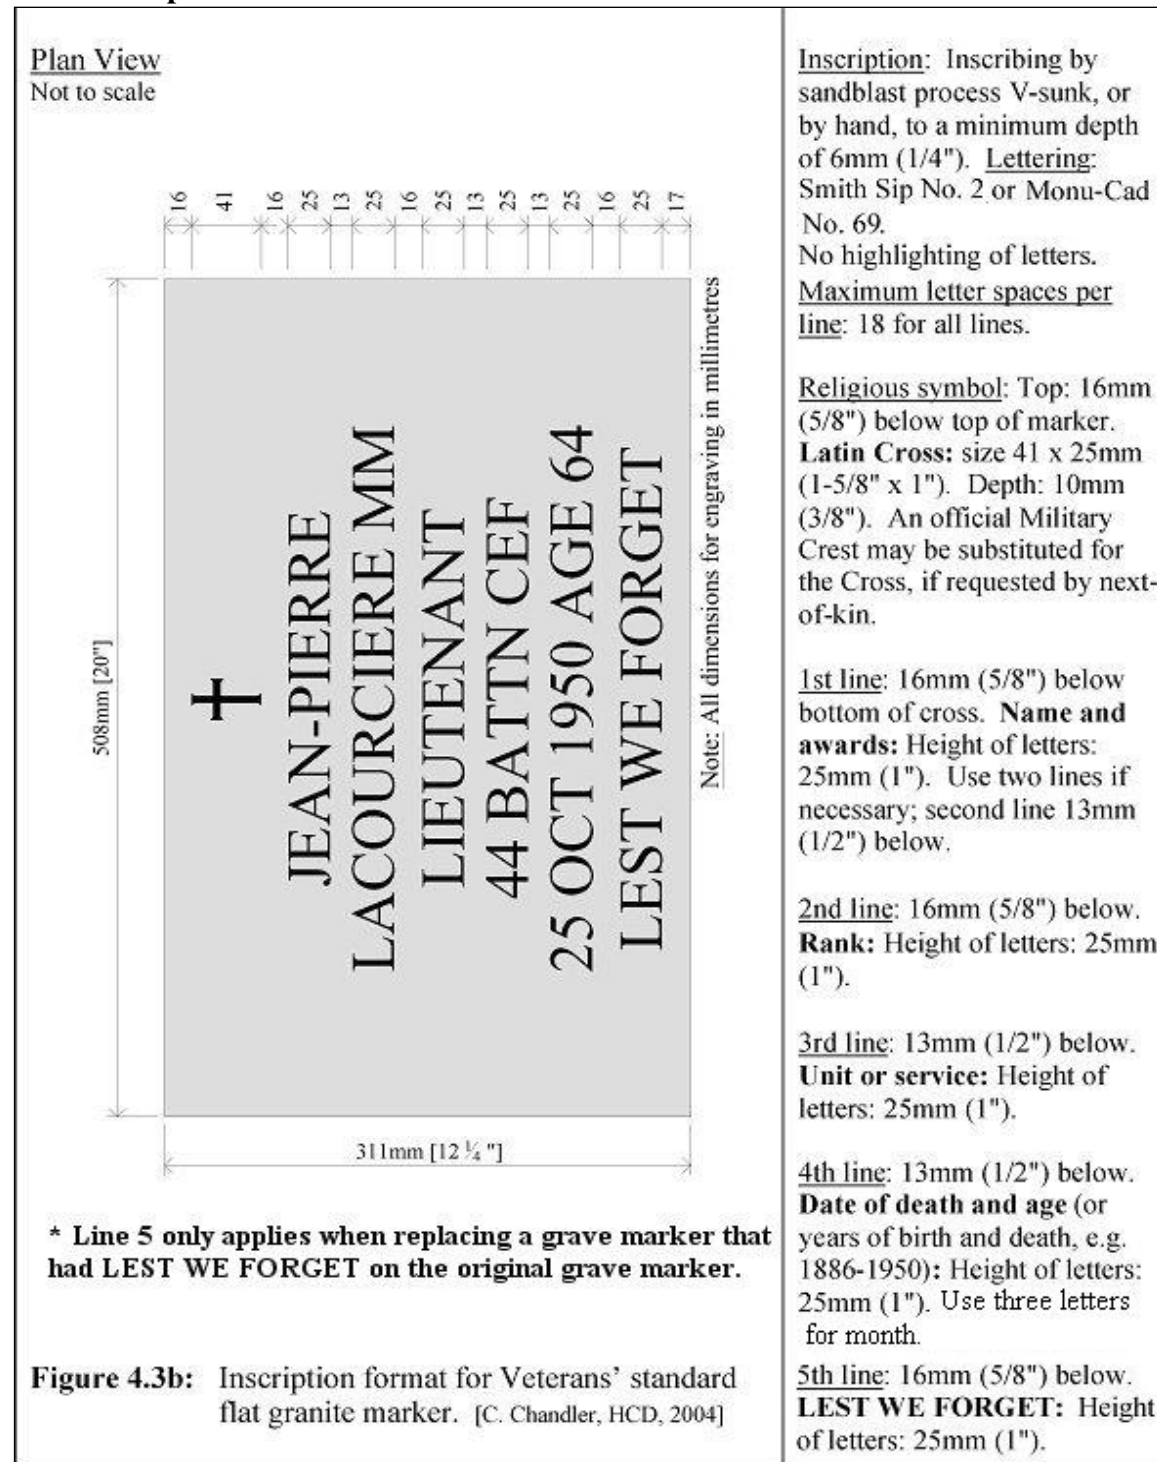 Plan View
Not to scale
16 41 16 25 13 25 16 25 13 25 13 25 16 25 17
508mm [20"]
JEAN-PIERRE
LACOURCIERE MM
LIEUTENANT
44 BATTN CEF
25 OCT 1950 AGE 64
LEST WE FORGET
Note: All dimensions for engraving in millimetres
311mm [12 ¼ "]
* Line 5 only applies when replacing a grave marker that
had LEST WE FORGET on the original grave marker.
Figure 4.3b: Inscription format for Veterans’ standard
flat granite marker. [C. Chandler, HCD, 2004]
Inscription: Inscribing by
sandblast process V-sunk, or
by hand, to a minimum depth
of 6mm (1/4"). Lettering:
Smith Sip No. 2 or Monu-Cad
No. 69.
No highlighting of letters.
Maximum letter spaces per
line: 18 for all lines.
Religious symbol: Top: 16mm
(5/8") below top of marker.
Latin Cross: size 41 x 25mm
(1-5/8" x 1"). Depth: 10mm
(3/8"). An official Military
Crest may be substituted for
the Cross, if requested by next-
of-kin.
1st line: 16mm (5/8") below
bottom of cross. Name and
awards: Height of letters:
25mm (1"). Use two lines if
necessary; second line 13mm
(1/2") below.
2nd line: 16mm (5/8") below.
Rank: Height of letters: 25mm
(1").
3rd line: 13mm (1/2") below.
Unit or service: Height of
letters: 25mm (1").
4th line: 13mm (1/2") below.
Date of death and age (or
years of birth and death, e.g.
1886-1950): Height of letters:
25mm (1"). Use three letters
for month.
5th line: 16mm (5/8") below.
LEST WE FORGET: Height
of letters: 25mm (1").